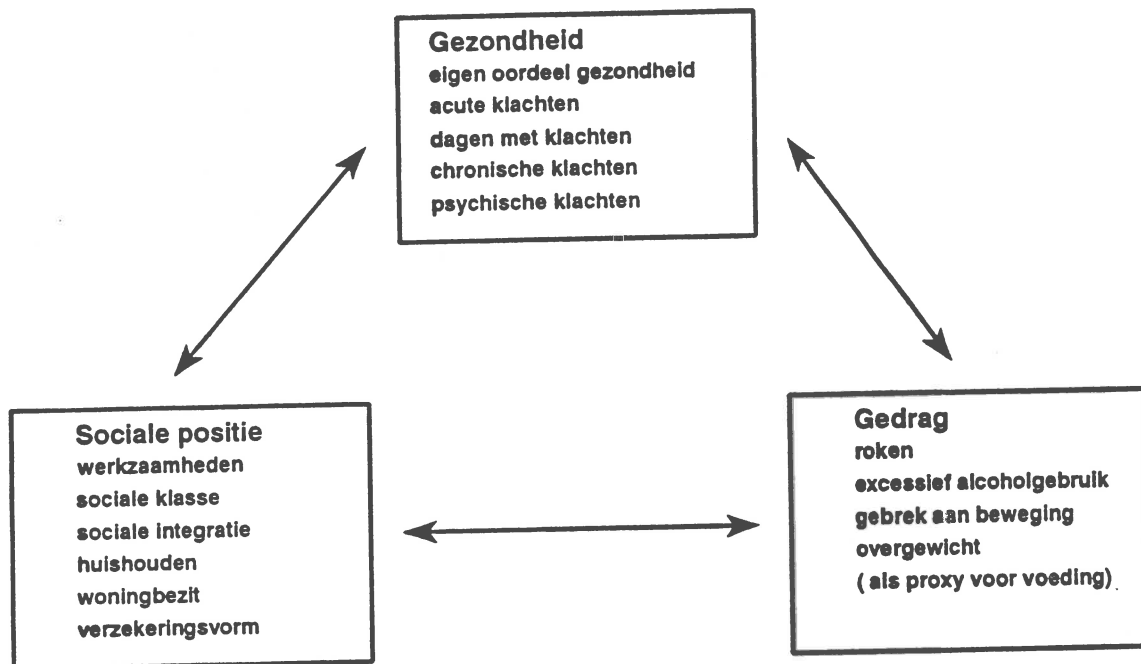 Gezondheid
eigen oordeel gezondheid
acute klachten
dagen met klachten
chronische klachten
psychische klachten
Sociale positie
werkzaamheden
sociale klasse
sociale integratie
huishouden
woningbezit
verzekeringsvorm
Gedrag
roken
excessief alcoholgebruik
gebrek aan beweging
overgewicht
( als proxy voor voeding)